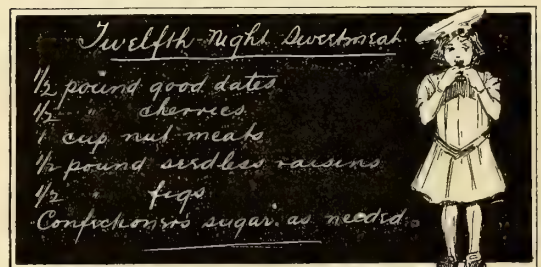 Twelfth-Night Sweetmeat
1/2 pound good dates
1/2 " cherries
1 cup nut meats
1/2 pound seedless raisins
1/2 " figs
Confectioners sugar as needed.